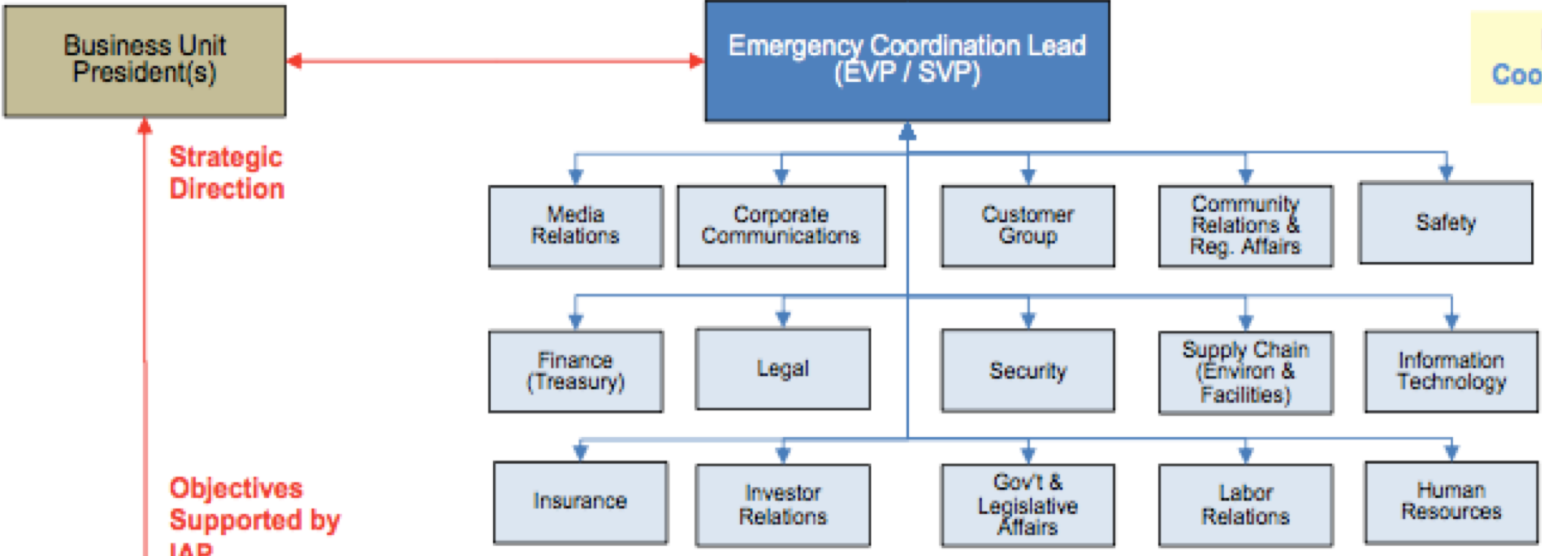 Business Unit
President(s)
Emergency Coordination Lead
(EVP / SVP)
Strategic
Direction
Media
Relations
Corporate
Communications
Customer
Group
Community
Relations &
Reg. Affairs
Safety
Finance
(Treasury)
Legal
Security
Supply Chain
(Environ &
Facilities)
Information
Technology
Insurance
Investor
Relations
Gov't &
Legislative
Affairs
Labor
Relations
Human
Resources
Objectives
Supported by
IAP